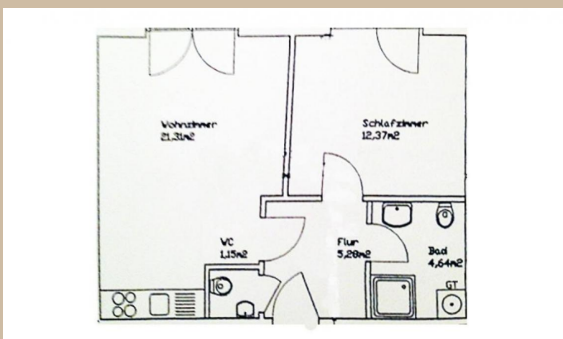 Wohnzimmer
21,31m2
Schlafzimmer
12,37m2
WC
1,15m2
Flur
5,28m2
Bad
4,64m2
GT